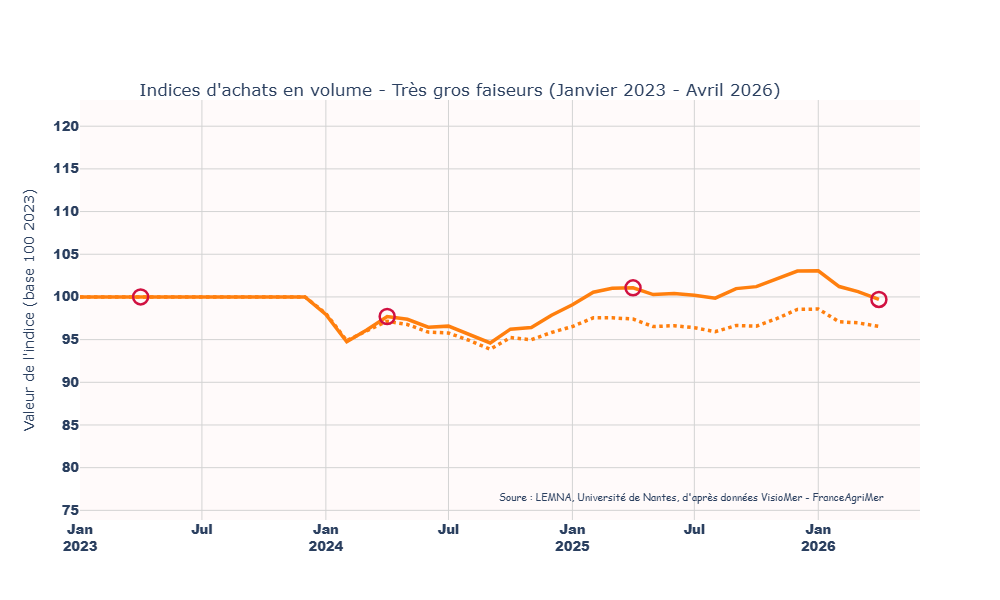 Indices d'achats en volume - Très gros faiseurs (Janvier 2023 - Avril 2026)
Valeur de l'indice (base 100 2023)
120
115
110
105
100
95
90
85
80
75
Soure : LEMNA, Université de Nantes, d'après données VisioMer - FranceAgriMer
Jan Jul Jan Jul Jan Jul Jan
2023 2024 2025 2026